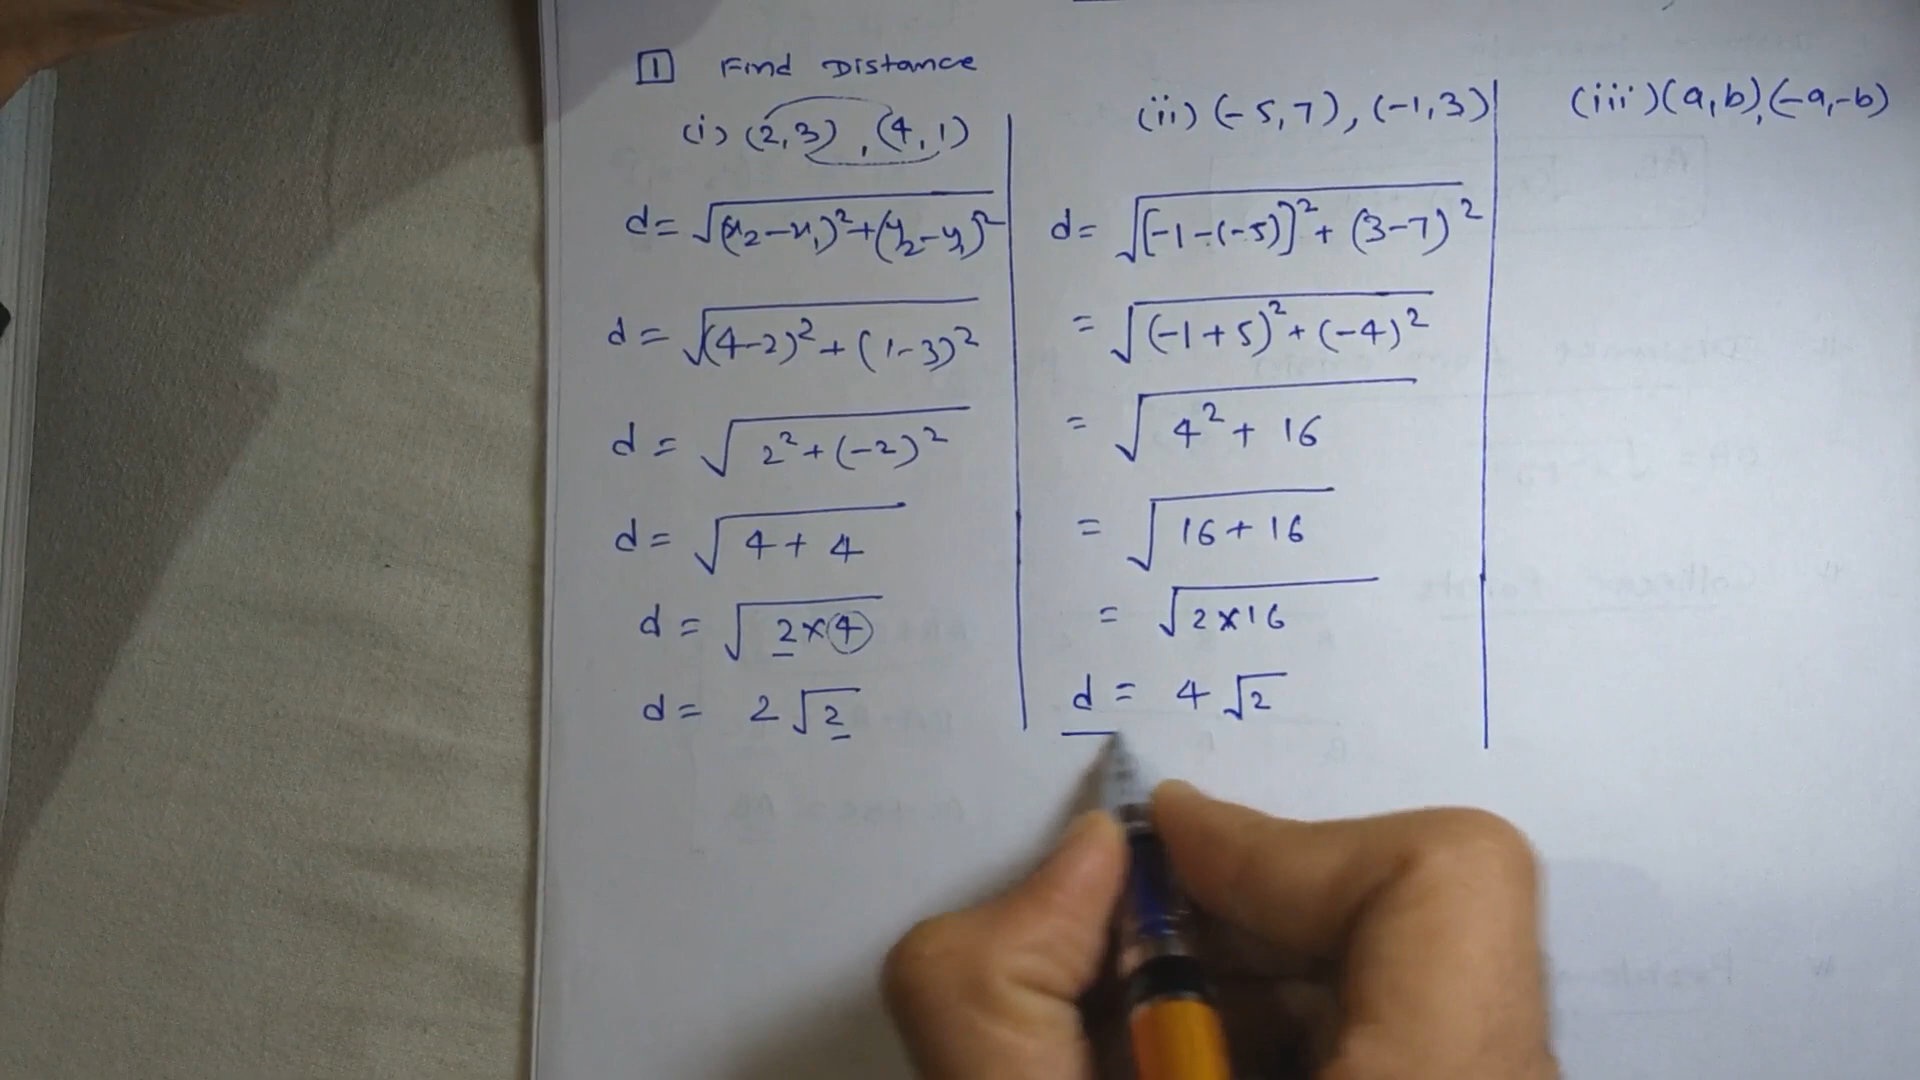 1 Find Distance
(i) (2,3) , (4,1)
d = √(x₂-x₁)²+(y₂-y₁)²
d = √(4-2)²+(1-3)²
d = √2²+(-2)²
d = √4+4
d = √2×4
d = 2√2
(ii) (-5,7), (-1,3)
d = √[-1-(-5)]²+(3-7)²
= √(-1+5)²+(-4)²
= √4²+16
= √16+16
= √2×16
d = 4√2
(iii) (a,b), (-a,-b)